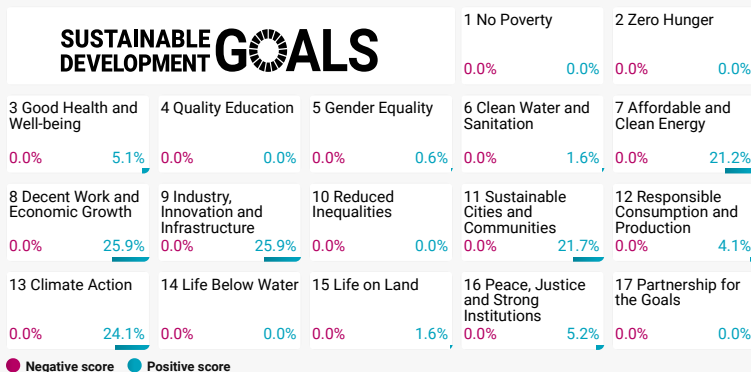 SUSTAINABLE DEVELOPMENT GOALS
1 No Poverty
0.0% 0.0%
2 Zero Hunger
0.0% 0.0%
3 Good Health and
Well-being
0.0% 5.1%
4 Quality Education
0.0% 0.0%
5 Gender Equality
0.0% 0.6%
6 Clean Water and
Sanitation
0.0% 1.6%
7 Affordable and
Clean Energy
0.0% 21.2%
8 Decent Work and
Economic Growth
0.0% 25.9%
9 Industry,
Innovation and
Infrastructure
0.0% 25.9%
10 Reduced
Inequalities
0.0% 0.0%
11 Sustainable
Cities and
Communities
0.0% 21.7%
12 Responsible
Consumption and
Production
0.0% 4.1%
13 Climate Action
0.0% 24.1%
14 Life Below Water
0.0% 0.0%
15 Life on Land
0.0% 1.6%
16 Peace, Justice
and Strong
Institutions
0.0% 5.2%
17 Partnership for
the Goals
0.0% 0.0%
Negative score Positive score